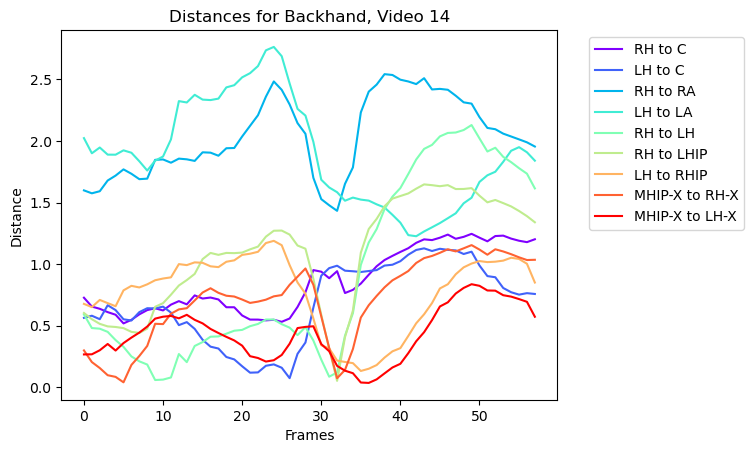 Distances for Backhand, Video 14
Distance
2.5
2.0
1.5
1.0
0.5
0.0
0 10 20 30 40 50
Frames
RH to C
LH to C
RH to RA
LH to LA
RH to LH
RH to LHIP
LH to RHIP
MHIP-X to RH-X
MHIP-X to LH-X